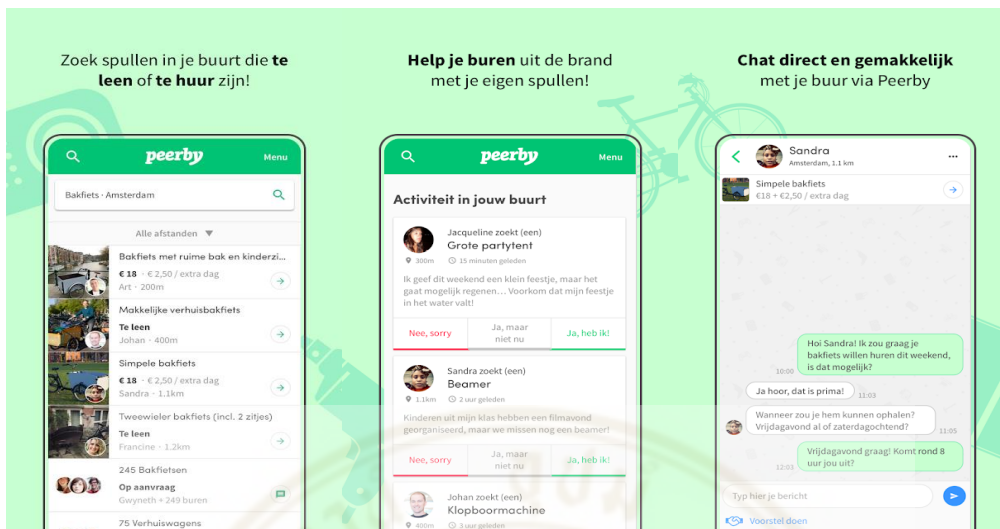 Zoek spullen in je buurt die te
leen of te huur zijn!
peerby
Menu
Bakfiets · Amsterdam
Alle afstanden ▼
Bakfiets met ruime bak en kinderzi...
€ 18 · € 2,50 / extra dag
Art · 200m
Makkelijke verhuisbakfiets
Te leen
Johan · 400m
Simpele bakfiets
€ 18 · € 2,50 / extra dag
Sandra · 1.1km
Tweewieler bakfiets (incl. 2 zitjes)
Te leen
Francine · 1.2km
245 Bakfietsen
Op aanvraag
Gwyneth + 249 buren
75 Verhuiswagens
Help je buren uit de brand
met je eigen spullen!
peerby
Menu
Activiteit in jouw buurt
Jacqueline zoekt (een)
Grote partytent
300m 15 minuten geleden
Ik geef dit weekend een klein feestje, maar het
gaat mogelijk regenen... Voorkom dat mijn feestje
in het water valt!
Nee, sorry
Ja, maar
niet nu
Ja, heb ik!
Sandra zoekt (een)
Beamer
1.1km 2 uur geleden
Kinderen uit mijn klas hebben een filmavond
georganiseerd, maar we missen nog een beamer!
Nee, sorry
Ja, maar
niet nu
Ja, heb ik!
Johan zoekt (een)
Klopboormachine
400m 3 uur geleden
Chat direct en gemakkelijk
met je buur via Peerby
Sandra
Amsterdam, 1.1 km
Simpele bakfiets
€18 + €2,50 / extra dag
Hoi Sandra! Ik zou graag je
bakfiets willen huren dit weekend,
is dat mogelijk?
10:00
Ja hoor, dat is prima!
11:03
Wanneer zou je hem kunnen ophalen?
Vrijdagavond al of zaterdagochtend?
11:05
Vrijdagavond graag! Komt rond 8
uur jou uit?
12:03
Typ hier je bericht
Voorstel doen